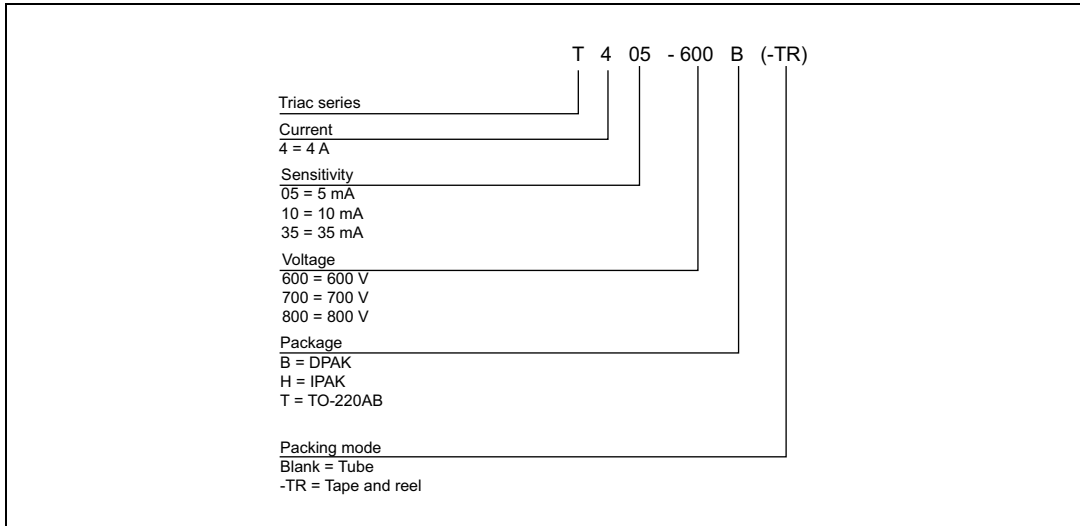 T 4 05 - 600 B (-TR)
Triac series
Current
4 = 4 A
Sensitivity
05 = 5 mA
10 = 10 mA
35 = 35 mA
Voltage
600 = 600 V
700 = 700 V
800 = 800 V
Package
B = DPAK
H = IPAK
T = TO-220AB
Packing mode
Blank = Tube
-TR = Tape and reel